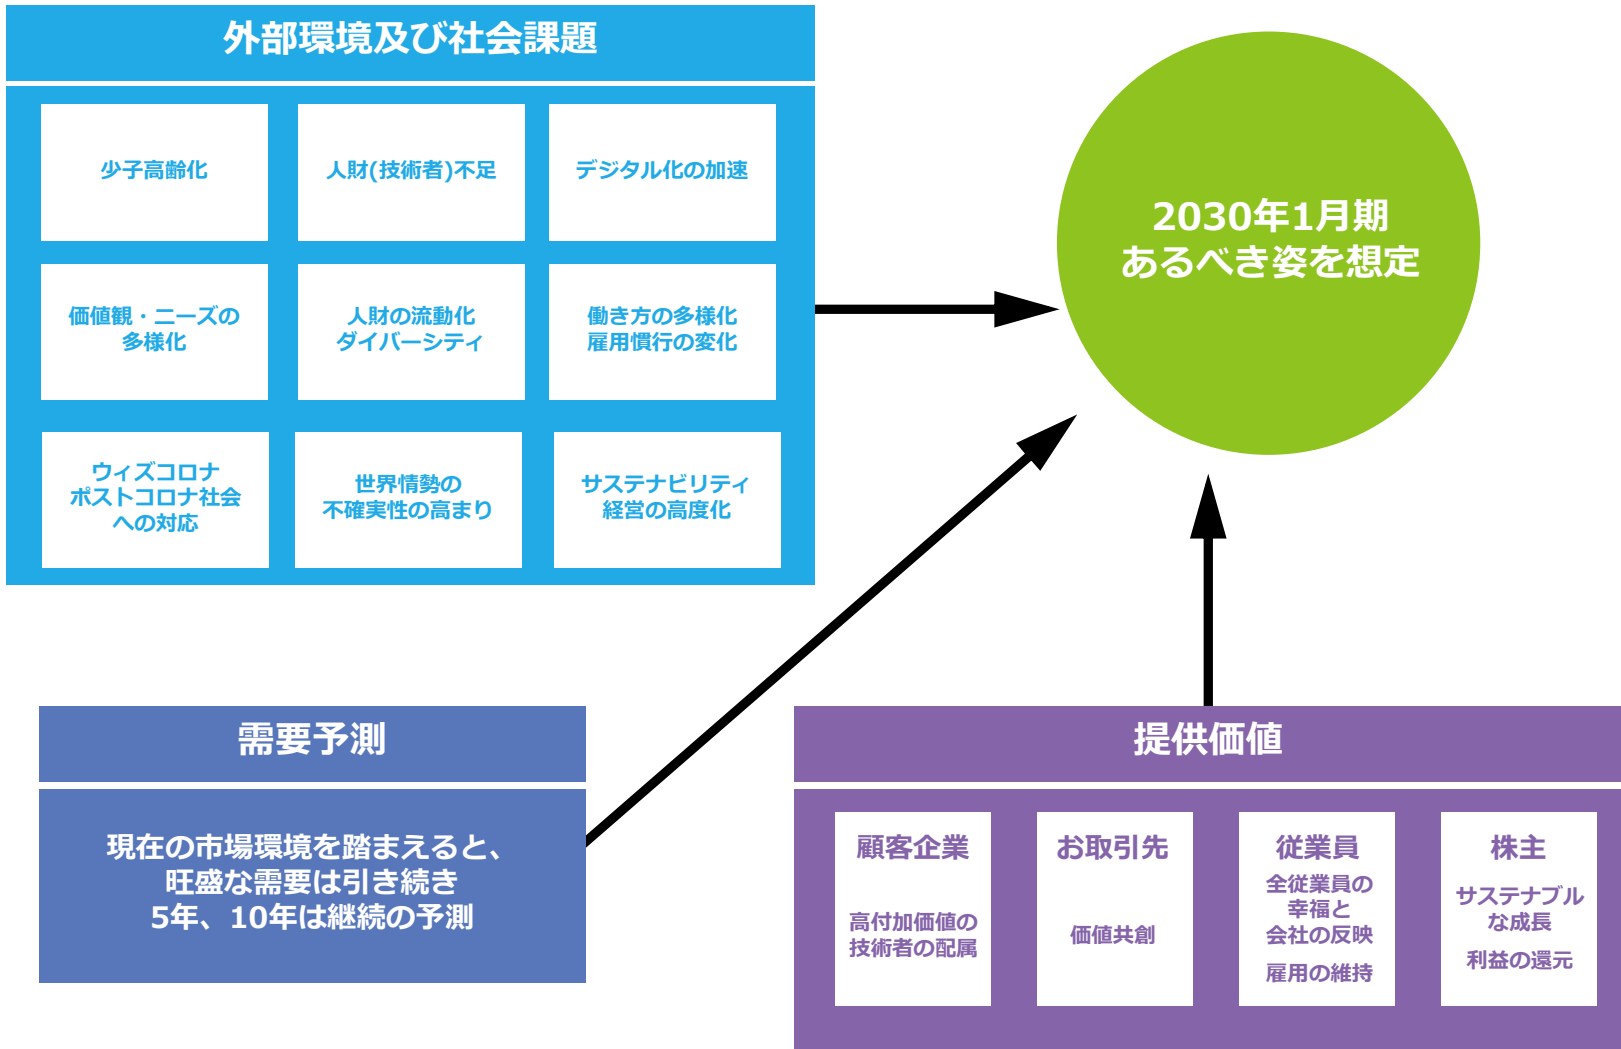 外部環境及び社会課題
少子高齢化
人財(技術者)不足
デジタル化の加速
価値観・ニーズの
多様化
人財の流動化
ダイバーシティ
働き方の多様化
雇用慣行の変化
ウィズコロナ
ポストコロナ社会
への対応
世界情勢の
不確実性の高まり
サステナビリティ
経営の高度化
2030年1月期
あるべき姿を想定
需要予測
現在の市場環境を踏まえると、
旺盛な需要は引き続き
5年、10年は継続の予測
提供価値
顧客企業
高付加価値の
技術者の配属
お取引先
価値共創
従業員
全従業員の
幸福と
会社の反映
雇用の維持
株主
サステナブル
な成長
利益の還元